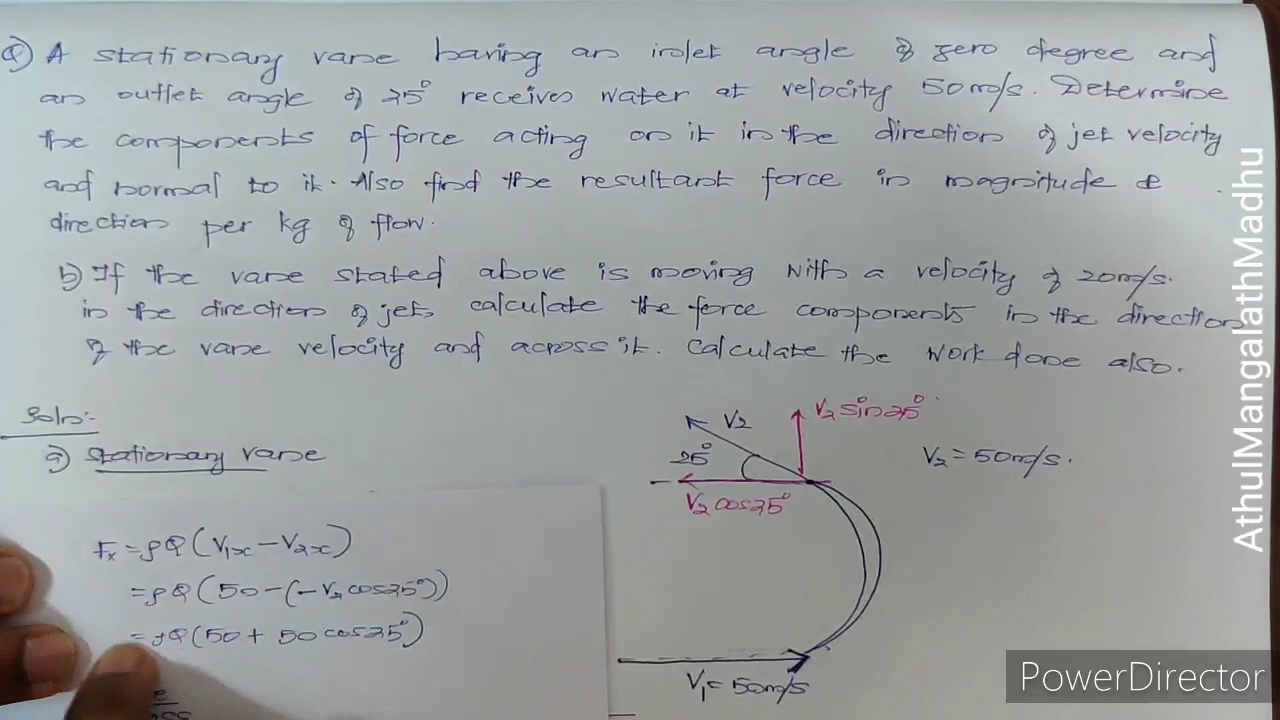 Q) A stationary vane having an inlet angle of zero degree and
an outlet angle of 25° receives water at velocity 50m/s. Determine
the components of force acting on it in the direction of jet velocity
and normal to it. Also find the resultant force in magnitude &
direction per kg of flow.
b) If the vane stated above is moving with a velocity of 20m/s.
in the direction of jet, calculate the force components in the direction
of the vane velocity and across it. Calculate the work done also.
Soln:-
a) Stationary vane
Fx = ρQ(V1x - V2x)
= ρQ(50-(-V2 cos25°))
= ρQ(50+ 50 cos25°)
V2
25°
V2 sin25°
V2 cos25°
V2 = 50m/s.
V1 = 50m/s
AthulMangalathMadhu
PowerDirector